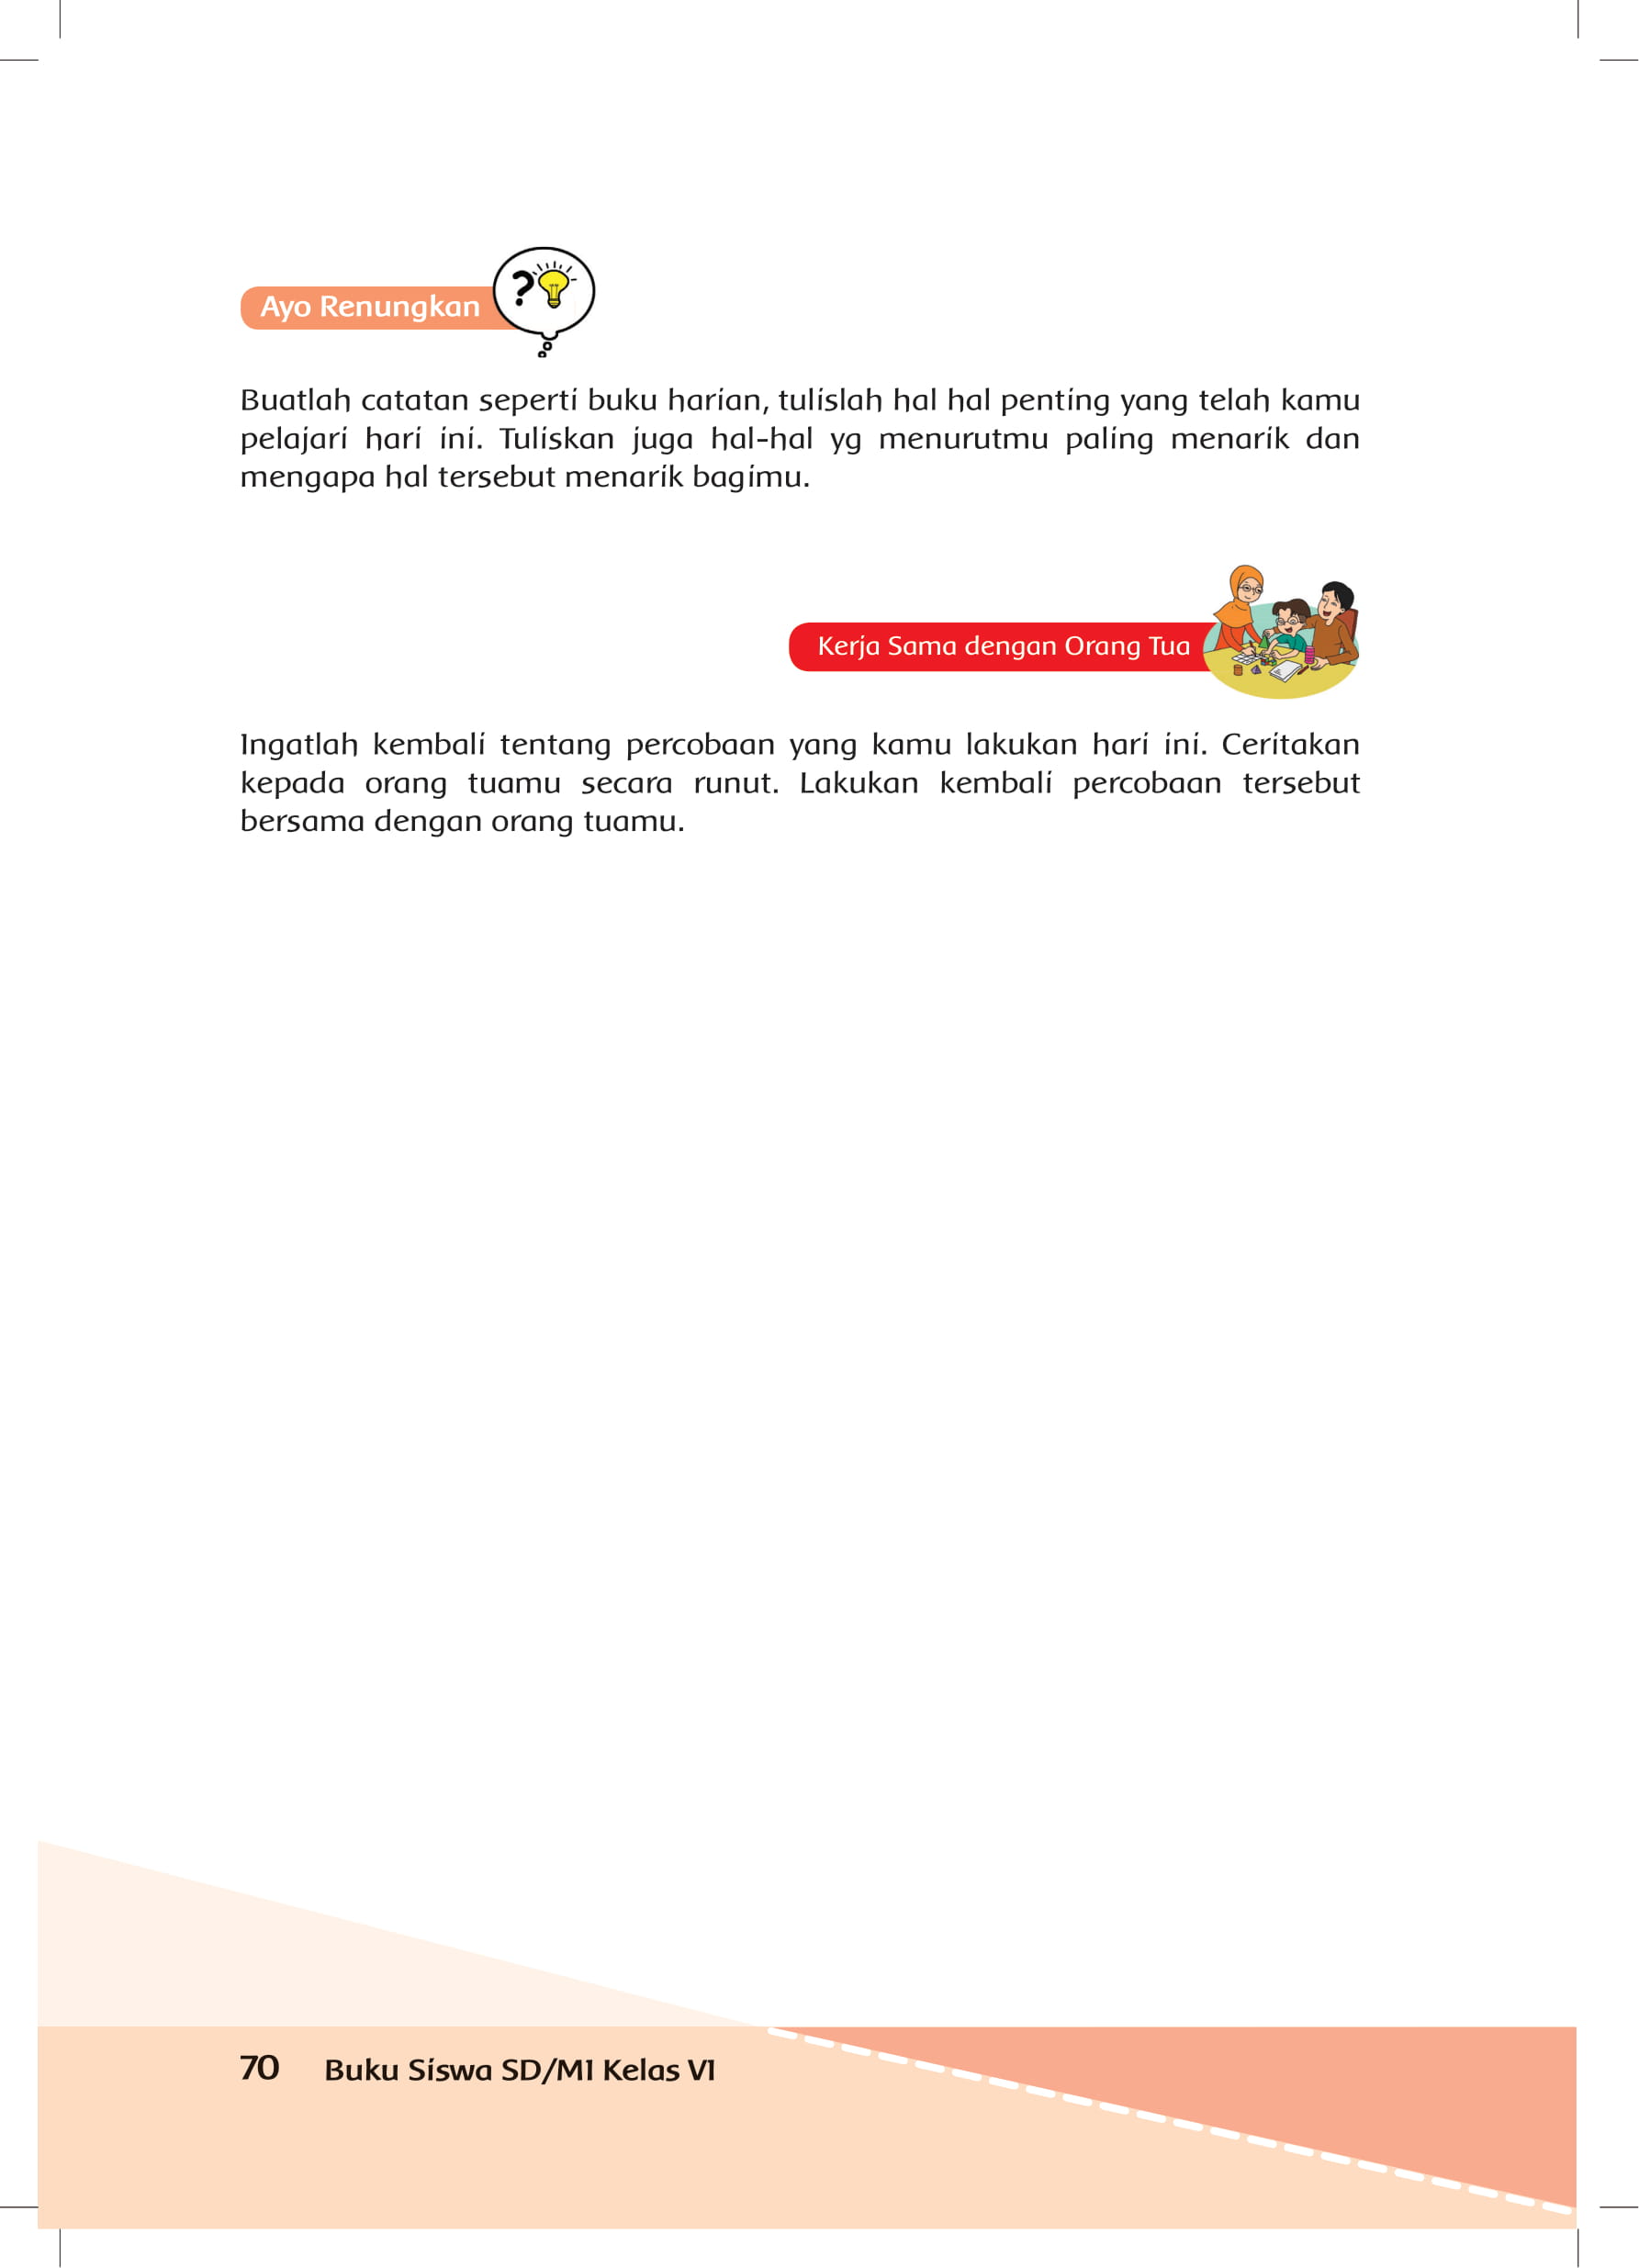 Ayo Renungkan
?
Buatlah catatan seperti buku harian, tulislah hal hal penting yang telah kamu
pelajari hari ini. Tuliskan juga hal-hal yg menurutmu paling menarik dan
mengapa hal tersebut menarik bagimu.
Kerja Sama dengan Orang Tua
Ingatlah kembali tentang percobaan yang kamu lakukan hari ini. Ceritakan
kepada orang tuamu secara runut. Lakukan kembali percobaan tersebut
bersama dengan orang tuamu.
70 Buku Siswa SD/MI Kelas VI